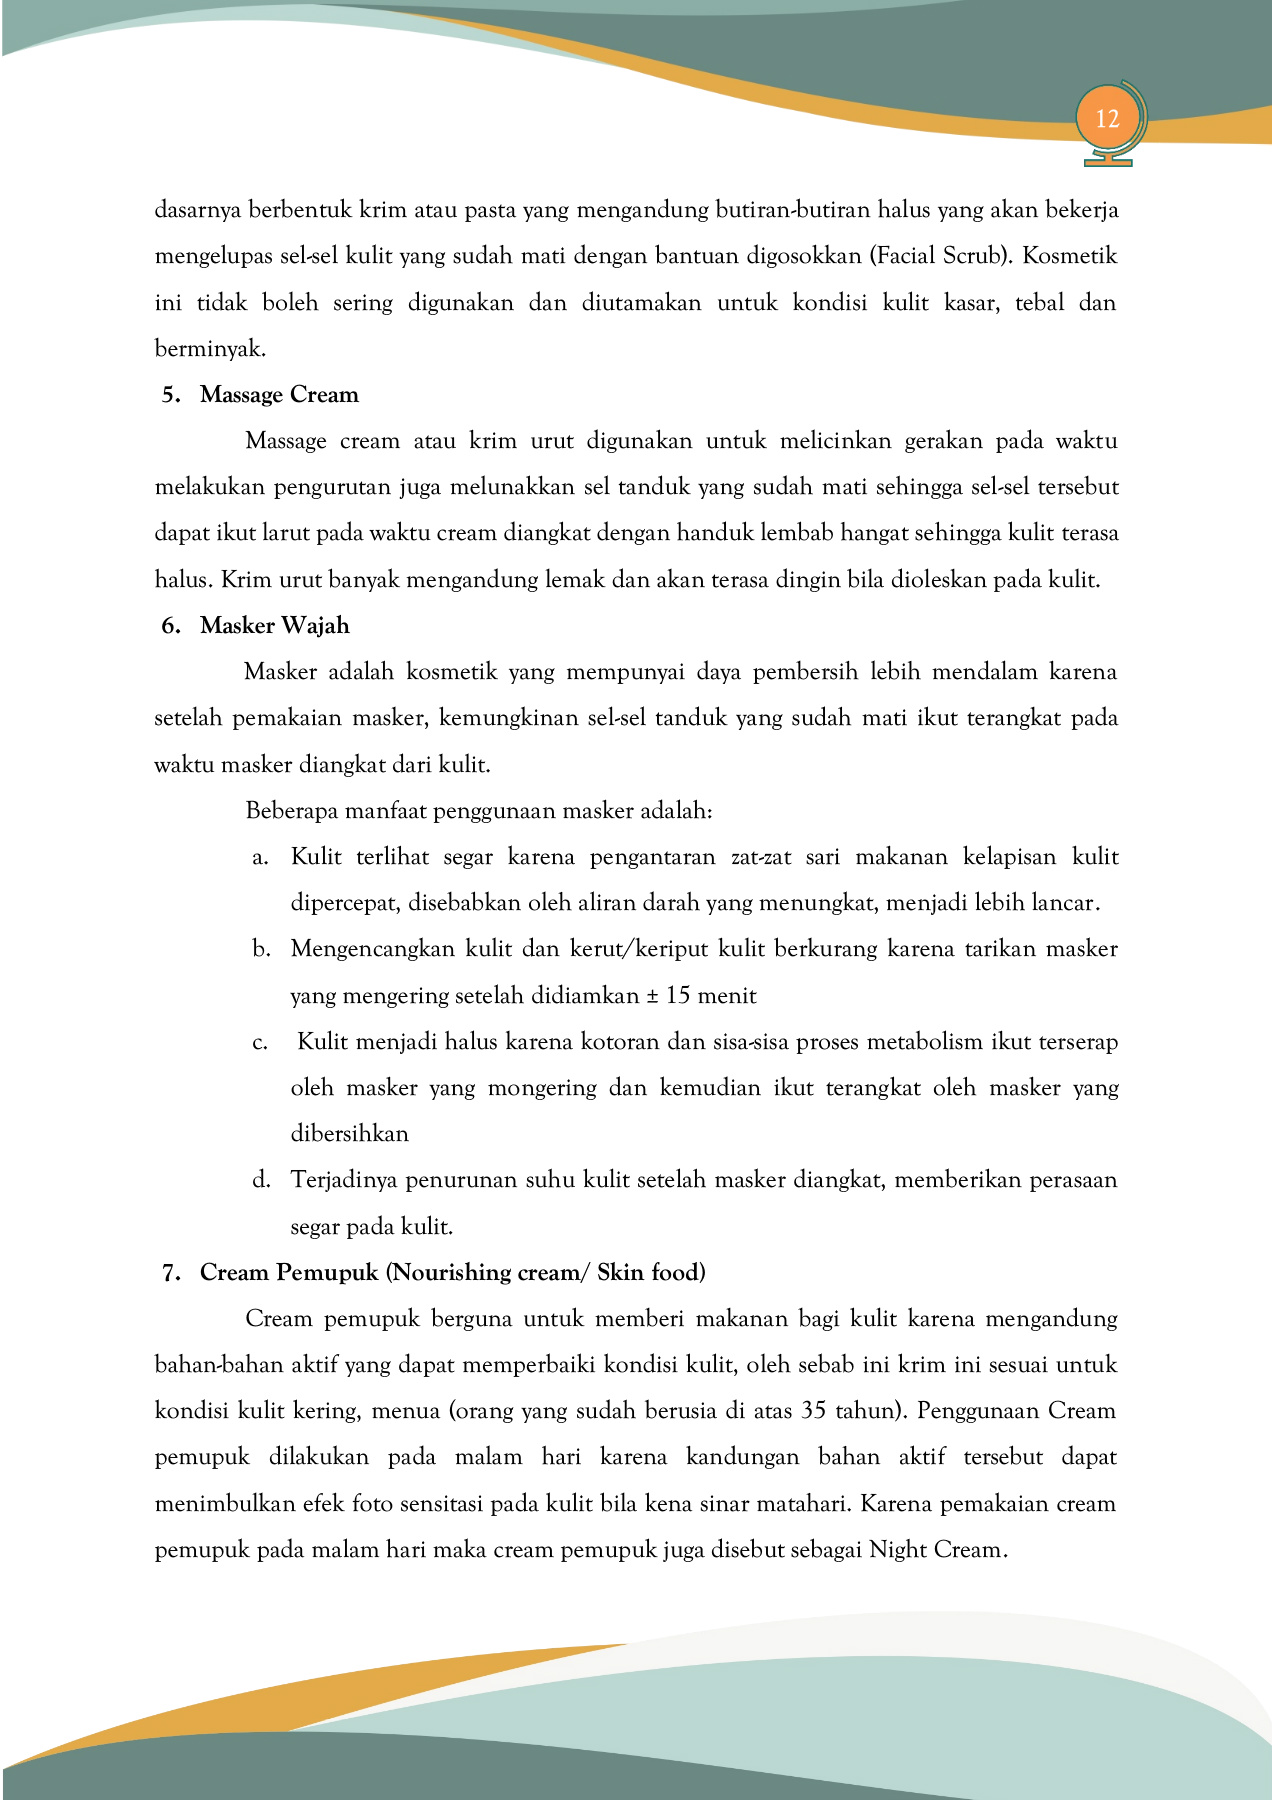 12
dasarnya berbentuk krim atau pasta yang mengandung butiran-butiran halus yang akan bekerja
mengelupas sel-sel kulit yang sudah mati dengan bantuan digosokkan (Facial Scrub). Kosmetik
ini tidak boleh sering digunakan dan diutamakan untuk kondisi kulit kasar, tebal dan
berminyak.
5. Massage Cream
Massage cream atau krim urut digunakan untuk melicinkan gerakan pada waktu
melakukan pengurutan juga melunakkan sel tanduk yang sudah mati sehingga sel-sel tersebut
dapat ikut larut pada waktu cream diangkat dengan handuk lembab hangat sehingga kulit terasa
halus. Krim urut banyak mengandung lemak dan akan terasa dingin bila dioleskan pada kulit.
6. Masker Wajah
Masker adalah kosmetik yang mempunyai daya pembersih lebih mendalam karena
setelah pemakaian masker, kemungkinan sel-sel tanduk yang sudah mati ikut terangkat pada
waktu masker diangkat dari kulit.
Beberapa manfaat penggunaan masker adalah:
a. Kulit terlihat segar karena pengantaran zat-zat sari makanan kelapisan kulit
dipercepat, disebabkan oleh aliran darah yang menungkat, menjadi lebih lancar.
b. Mengencangkan kulit dan kerut/keriput kulit berkurang karena tarikan masker
yang mengering setelah didiamkan ± 15 menit
c. Kulit menjadi halus karena kotoran dan sisa-sisa proses metabolism ikut terserap
oleh masker yang mongering dan kemudian ikut terangkat oleh masker yang
dibersihkan
d. Terjadinya penurunan suhu kulit setelah masker diangkat, memberikan perasaan
segar pada kulit.
7. Cream Pemupuk (Nourishing cream/ Skin food)
Cream pemupuk berguna untuk memberi makanan bagi kulit karena mengandung
bahan-bahan aktif yang dapat memperbaiki kondisi kulit, oleh sebab ini krim ini sesuai untuk
kondisi kulit kering, menua (orang yang sudah berusia di atas 35 tahun). Penggunaan Cream
pemupuk dilakukan pada malam hari karena kandungan bahan aktif tersebut dapat
menimbulkan efek foto sensitasi pada kulit bila kena sinar matahari. Karena pemakaian cream
pemupuk pada malam hari maka cream pemupuk juga disebut sebagai Night Cream.